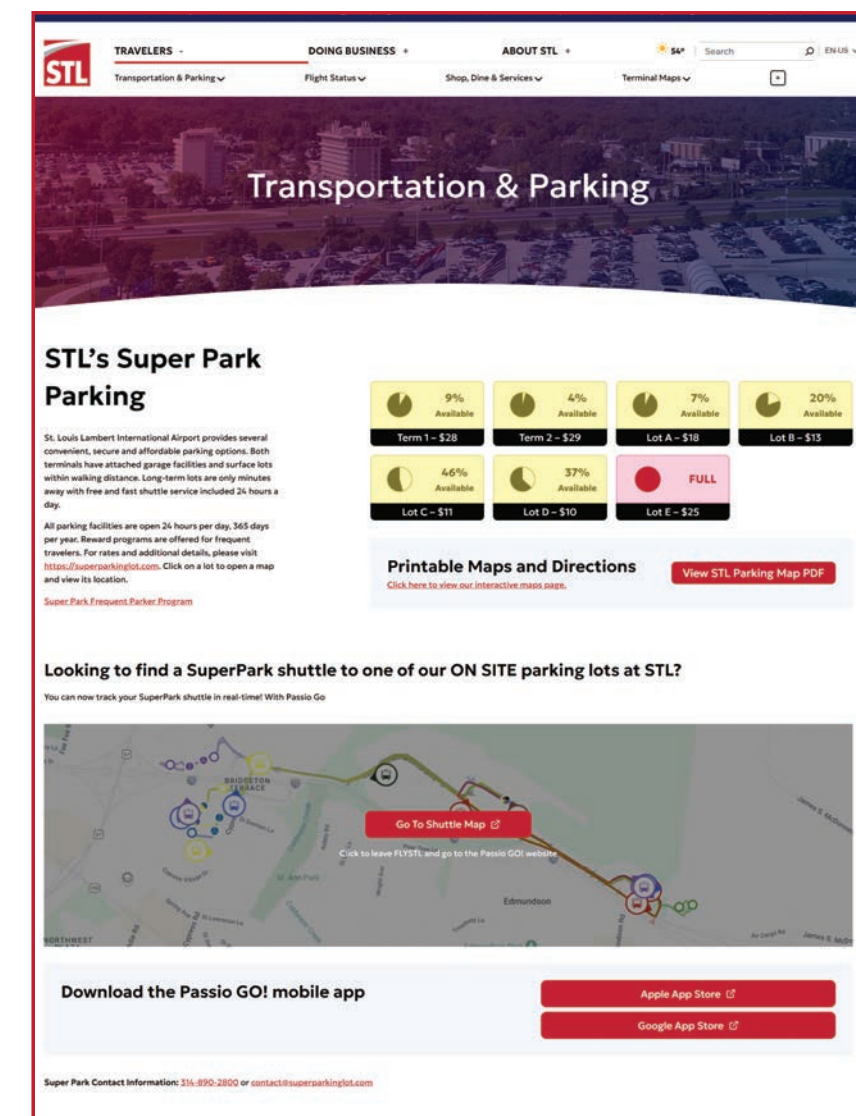 STL
TRAVELERS -
DOING BUSINESS +
ABOUT STL +
54°
Search
EN-US
Transportation & Parking
Flight Status
Shop, Dine & Services
Terminal Maps
+
Transportation & Parking
STL's Super Park
Parking
St. Louis Lambert International Airport provides several
convenient, secure and affordable parking options. Both
terminals have attached garage facilities and surface lots
within walking distance. Long-term lots are only minutes
away with free and fast shuttle service included 24 hours a
day.
All parking facilities are open 24 hours per day, 365 days
per year. Reward programs are offered for frequent
travelers. For rates and additional details, please visit
https://superparkinglot.com. Click on a lot to open a map
and view its location.
Super Park Frequent Parker Program
9%
Available
Term 1 – $28
4%
Available
Term 2 – $29
7%
Available
Lot A – $18
20%
Available
Lot B – $13
46%
Available
Lot C – $11
37%
Available
Lot D – $10
FULL
Lot E – $25
Printable Maps and Directions
Click here to view our interactive maps page.
View STL Parking Map PDF
Looking to find a SuperPark shuttle to one of our ON SITE parking lots at STL?
You can now track your SuperPark shuttle in real-time! With Passio Go
BRIDGETON
TERRACE
Go To Shuttle Map
Click to leave FLYSTL and go to the Passio GO! website
St. Ann Park
Edmundson
NORTHWEST
Download the Passio GO! mobile app
Apple App Store
Google App Store
Super Park Contact Information: 314-890-2800 or contact@superparkinglot.com